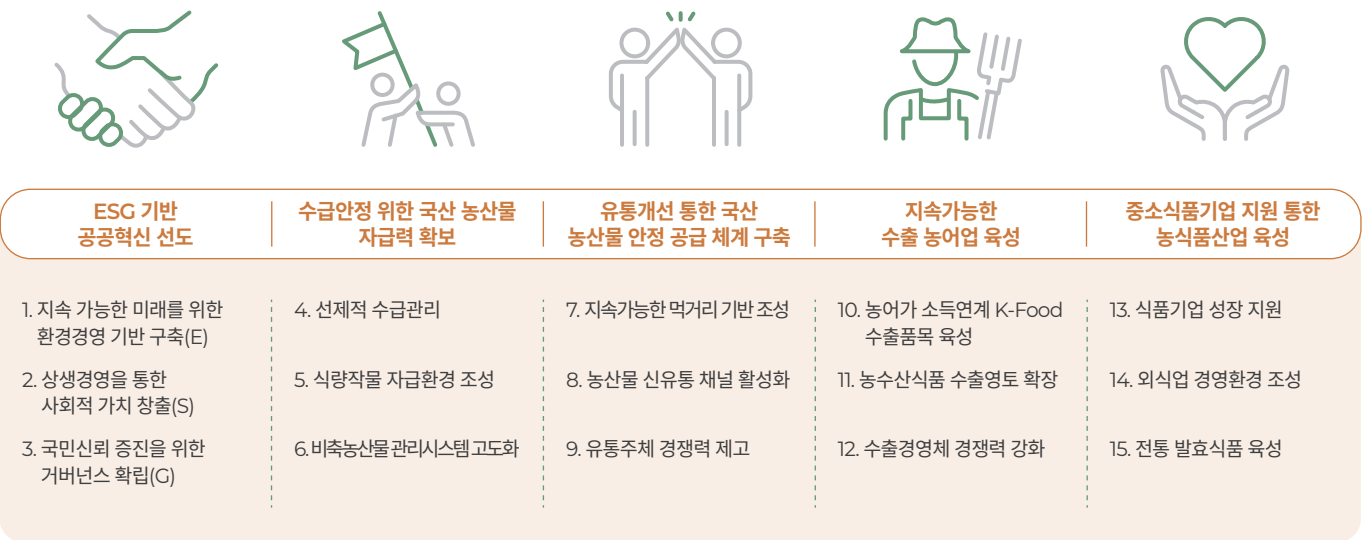 ESG 기반
공공혁신 선도
수급안정 위한 국산 농산물
자급력 확보
유통개선 통한 국산
농산물 안정 공급 체계 구축
지속가능한
수출 농어업 육성
중소식품기업 지원 통한
농식품산업 육성
1. 지속 가능한 미래를 위한
환경경영 기반 구축(E)
2. 상생경영을 통한
사회적 가치 창출(S)
3. 국민신뢰 증진을 위한
거버넌스 확립(G)
4. 선제적 수급관리
5. 식량작물 자급환경 조성
6. 비축농산물 관리시스템 고도화
7. 지속가능한 먹거리 기반 조성
8. 농산물 신유통 채널 활성화
9. 유통주체 경쟁력 제고
10. 농어가 소득연계 K-Food
수출품목 육성
11. 농수산식품 수출영토 확장
12. 수출경영체 경쟁력 강화
13. 식품기업 성장 지원
14. 외식업 경영환경 조성
15. 전통 발효식품 육성